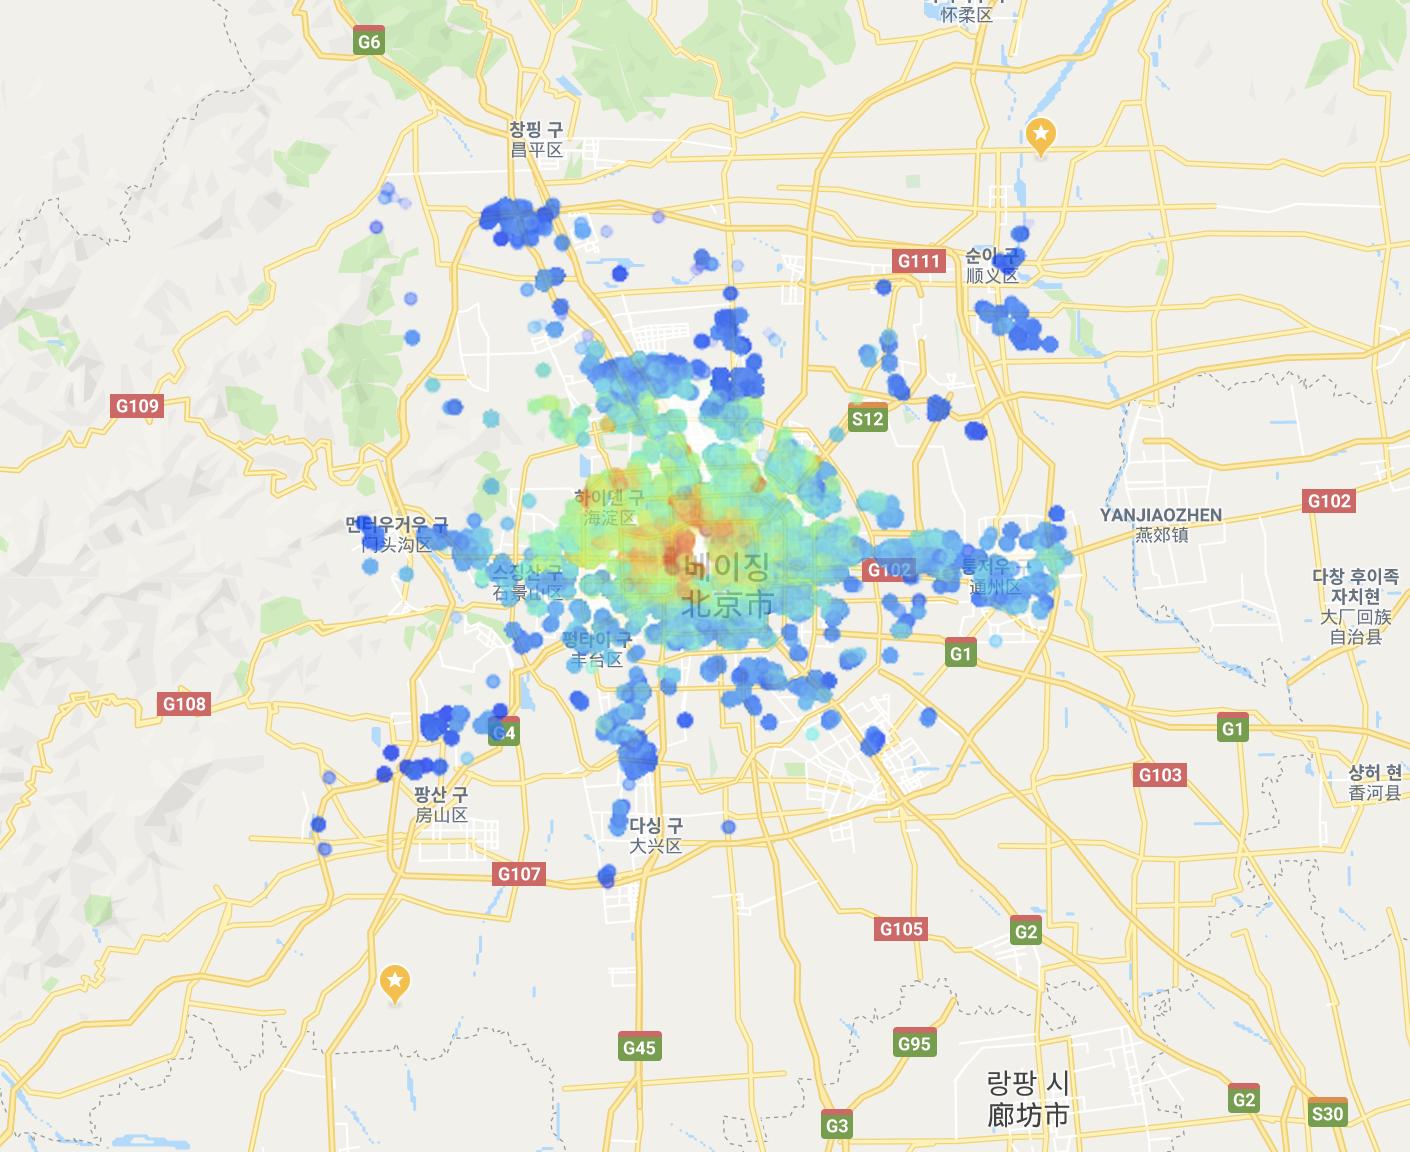 怀柔区
G6
창핑 구
昌平区
G111
순이 구
顺义区
G109
S12
하이뎬 구
海淀区
G102
YANJIAOZHEN
燕郊镇
먼터우거우 구
门头沟区
스징산 구
石景山区
베이징
北京市
G102
퉁저우
通州区
다창 후이족
자치현
大厂回族
自治县
펑타이 구
丰台区
G1
G108
G4
G1
G103
샹허 현
香河县
팡산 구
房山区
다싱 구
大兴区
G107
G105
G2
G45
G95
랑팡 시
廊坊市
G2
S30
G3